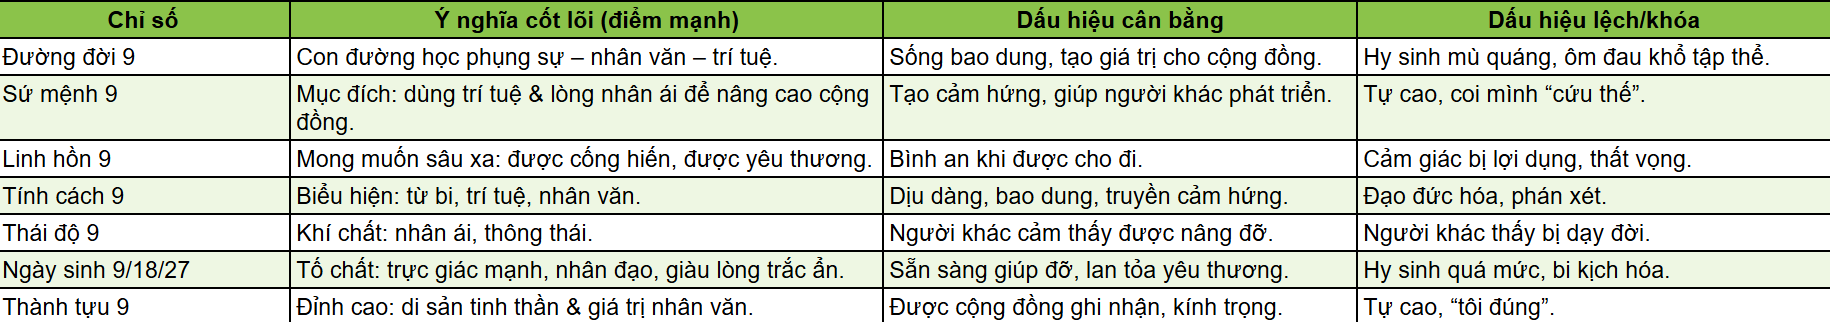 Chỉ số Ý nghĩa cốt lõi (điểm mạnh) Dấu hiệu cân bằng Dấu hiệu lệch/khóa
Đường đời 9 Con đường học phụng sự – nhân văn – trí tuệ. Sống bao dung, tạo giá trị cho cộng đồng. Hy sinh mù quáng, ôm đau khổ tập thể.
Sứ mệnh 9 Mục đích: dùng trí tuệ & lòng nhân ái để nâng cao cộng Tạo cảm hứng, giúp người khác phát triển. Tự cao, coi mình “cứu thế”.
đồng.
Linh hồn 9 Mong muốn sâu xa: được cống hiến, được yêu thương. Bình an khi được cho đi. Cảm giác bị lợi dụng, thất vọng.
Tính cách 9 Biểu hiện: từ bi, trí tuệ, nhân văn. Dịu dàng, bao dung, truyền cảm hứng. Đạo đức hóa, phán xét.
Thái độ 9 Khí chất: nhân ái, thông thái. Người khác cảm thấy được nâng đỡ. Người khác thấy bị dạy đời.
Ngày sinh 9/18/27 Tố chất: trực giác mạnh, nhân đạo, giàu lòng trắc ẩn. Sẵn sàng giúp đỡ, lan tỏa yêu thương. Hy sinh quá mức, bi kịch hóa.
Thành tựu 9 Đỉnh cao: di sản tinh thần & giá trị nhân văn. Được cộng đồng ghi nhận, kính trọng. Tự cao, “tôi đúng”.